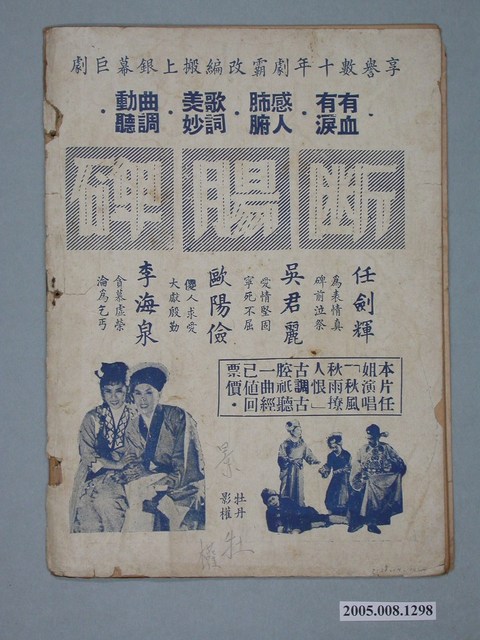 享譽數十年劇霸改編搬上銀幕巨劇
有血有淚・感人肺腑・歌詞美妙・曲調動聽・
斷腸碑
任劍輝
為表情真
碑前泣祭
吳君麗
愛情堅固
寧死不屈
歐陽儉
優人求愛
大獻殷勤
李海泉
貪慕虛榮
淪為乞丐
本片任
姐演唱
「秋風
秋雨撩
人恨」
古調古
腔祇聽
一曲經
已值回
票價・
牡丹
影權
2005.008.1298